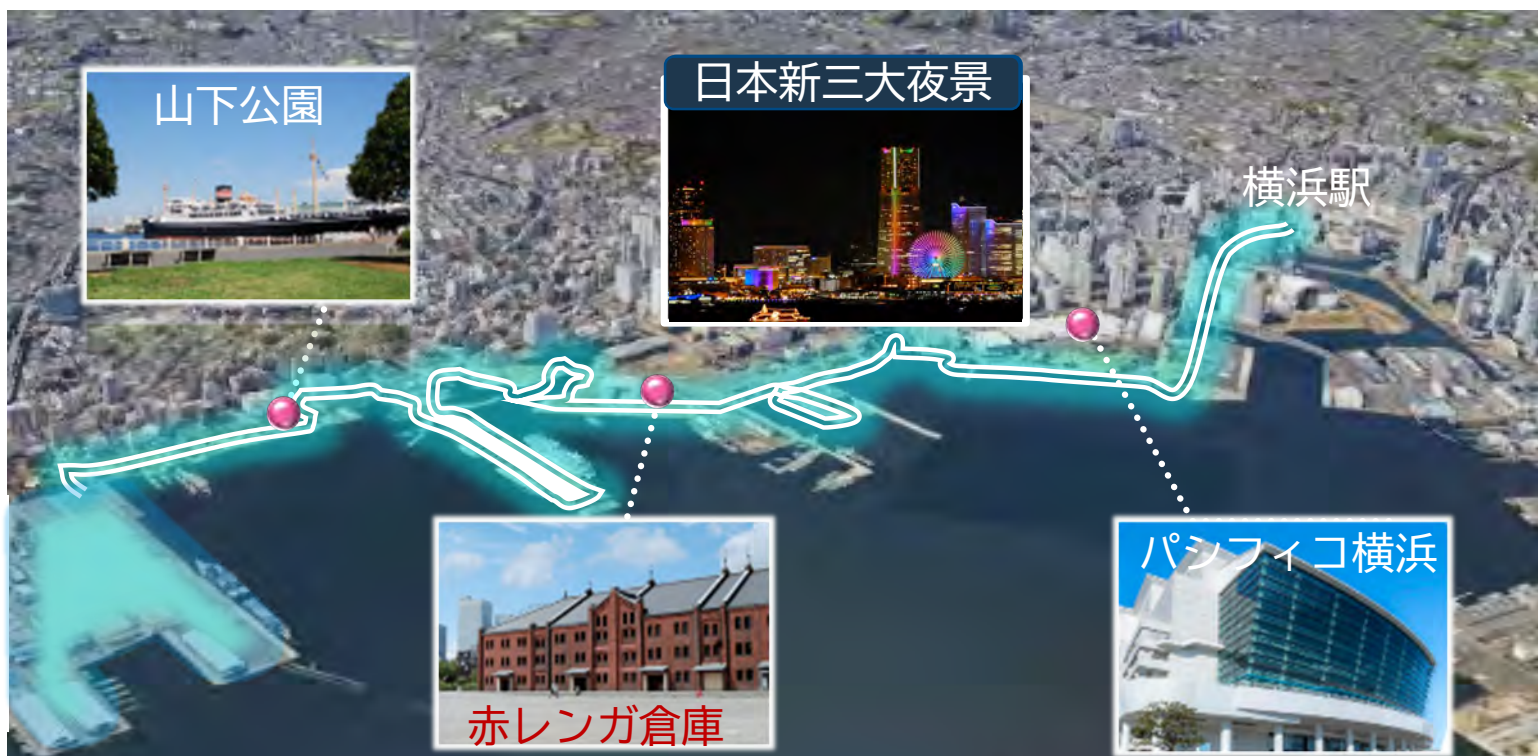 山下公園
日本新三大夜景
横浜駅
赤レンガ倉庫
パシフィコ横浜